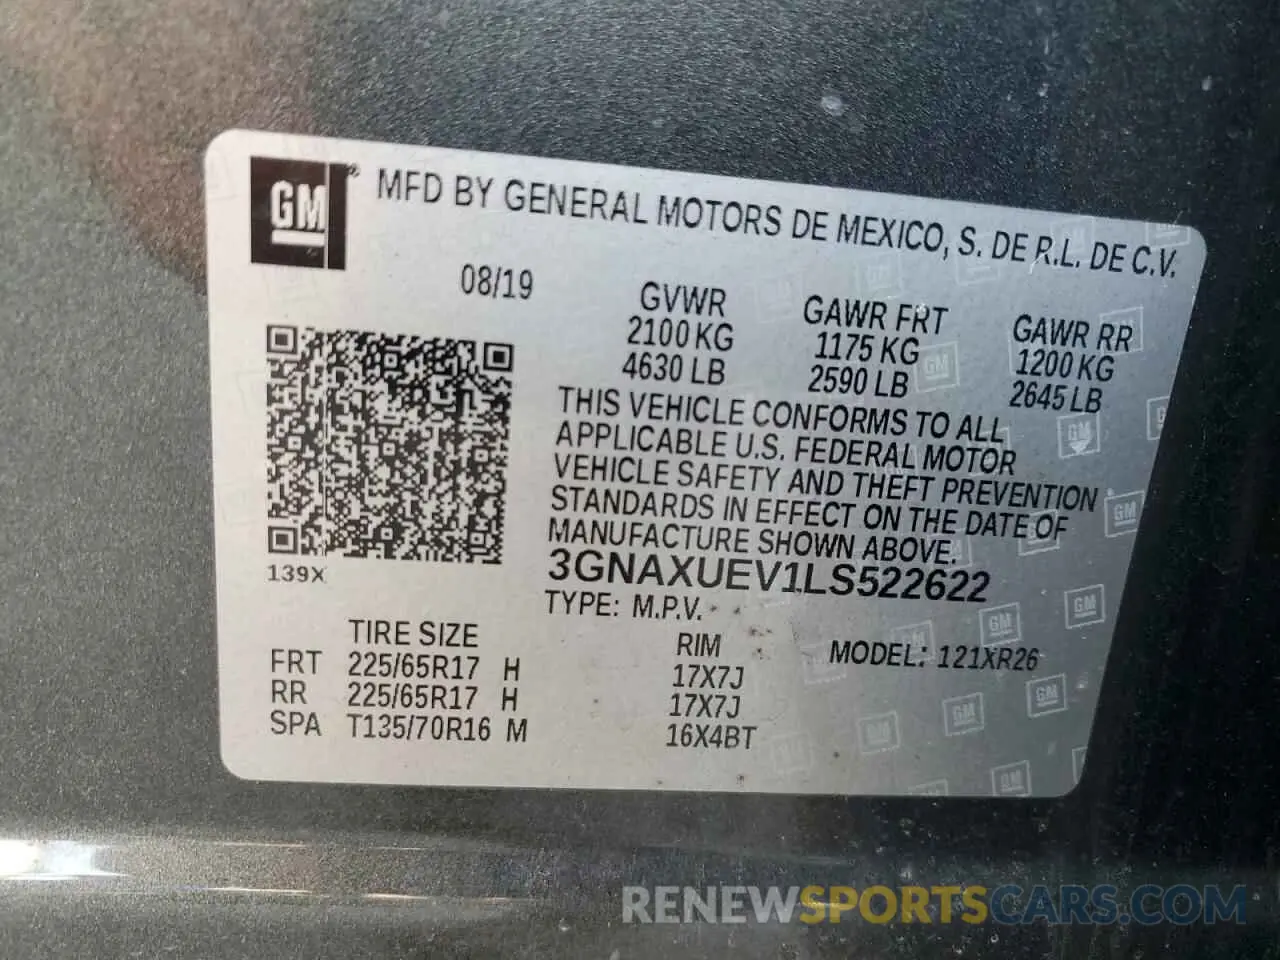 GM ® MFD BY GENERAL MOTORS DE MEXICO, S. DE R.L. DE C.V.
08/19
GVWR GAWR FRT GAWR RR
2100 KG 1175 KG 1200 KG
4630 LB 2590 LB 2645 LB
THIS VEHICLE CONFORMS TO ALL
APPLICABLE U.S. FEDERAL MOTOR
VEHICLE SAFETY AND THEFT PREVENTION
STANDARDS IN EFFECT ON THE DATE OF
MANUFACTURE SHOWN ABOVE.
139X
3GNAXUEV1LS522622
TYPE: M.P.V.
MODEL: 121XR26
TIRE SIZE RIM
FRT 225/65R17 H 17X7J
RR 225/65R17 H 17X7J
SPA T135/70R16 M 16X4BT
RENEWSPORTSCARS.COM